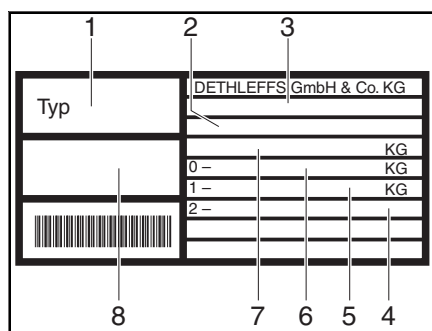 1 2 3
DETHLEFFS GmbH & Co. KG
Typ
KG
0 – KG
1 – KG
2 –
8 7 6 5 4